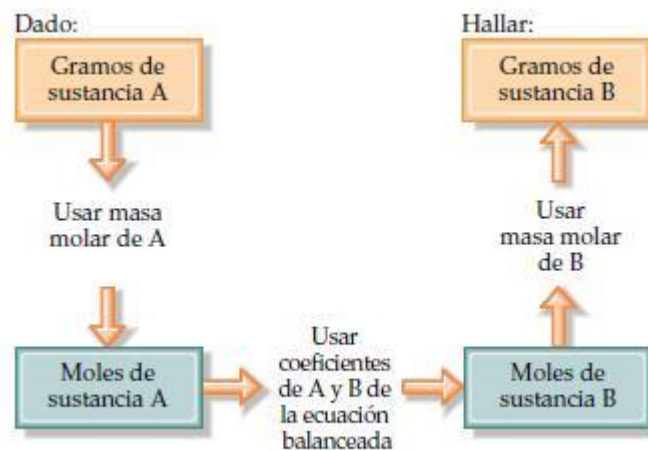 Dado:
Gramos de
sustancia A
Usar masa
molar de A
Moles de
sustancia A
Usar
coeficientes
de A y B de
la ecuación
balanceada
Moles de
sustancia B
Usar
masa molar
de B
Hallar:
Gramos de
sustancia B